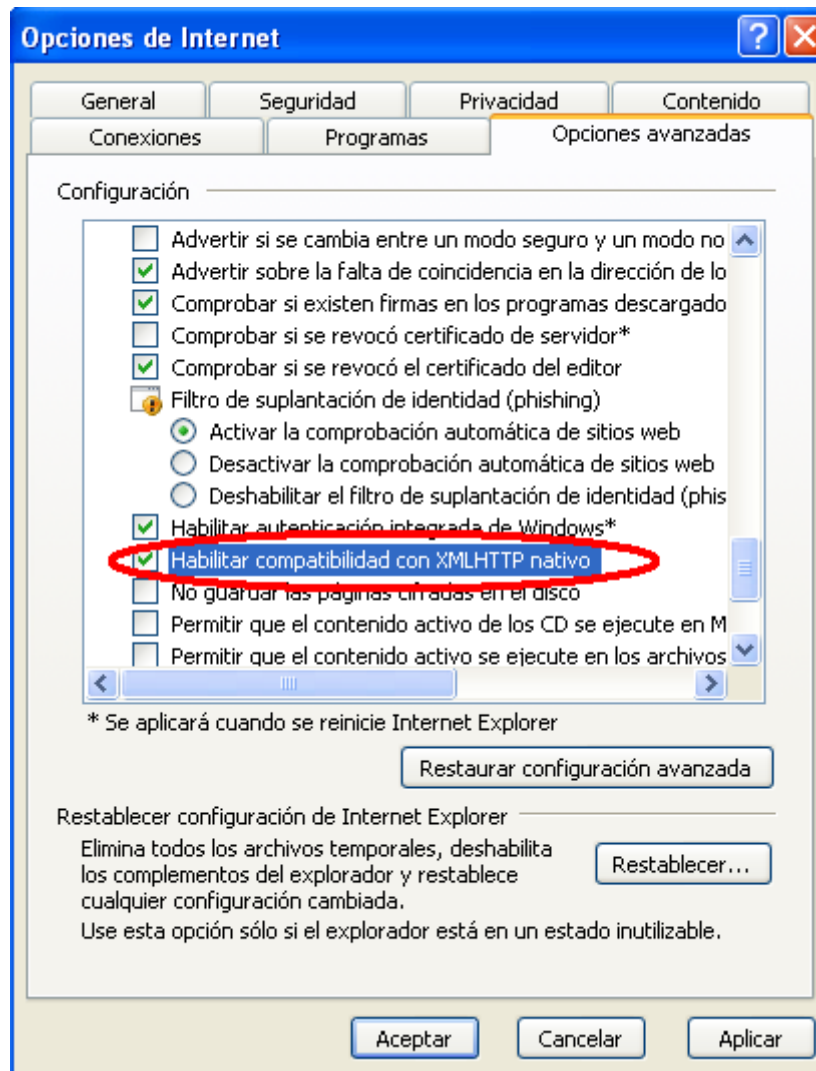 Opciones de Internet
General Seguridad Privacidad Contenido
Conexiones Programas Opciones avanzadas
Configuración
Advertir si se cambia entre un modo seguro y un modo no
Advertir sobre la falta de coincidencia en la dirección de lo
Comprobar si existen firmas en los programas descargado
Comprobar si se revocó certificado de servidor*
Comprobar si se revocó el certificado del editor
Filtro de suplantación de identidad (phishing)
Activar la comprobación automática de sitios web
Desactivar la comprobación automática de sitios web
Deshabilitar el filtro de suplantación de identidad (phis
Habilitar autenticación integrada de Windows*
Habilitar compatibilidad con XMLHTTP nativo
No guardar las páginas cifradas en el disco
Permitir que el contenido activo de los CD se ejecute en M
Permitir que el contenido activo se ejecute en los archivos
* Se aplicará cuando se reinicie Internet Explorer
Restaurar configuración avanzada
Restablecer configuración de Internet Explorer
Elimina todos los archivos temporales, deshabilita
los complementos del explorador y restablece
cualquier configuración cambiada.
Restablecer...
Use esta opción sólo si el explorador está en un estado inutilizable.
Aceptar Cancelar Aplicar